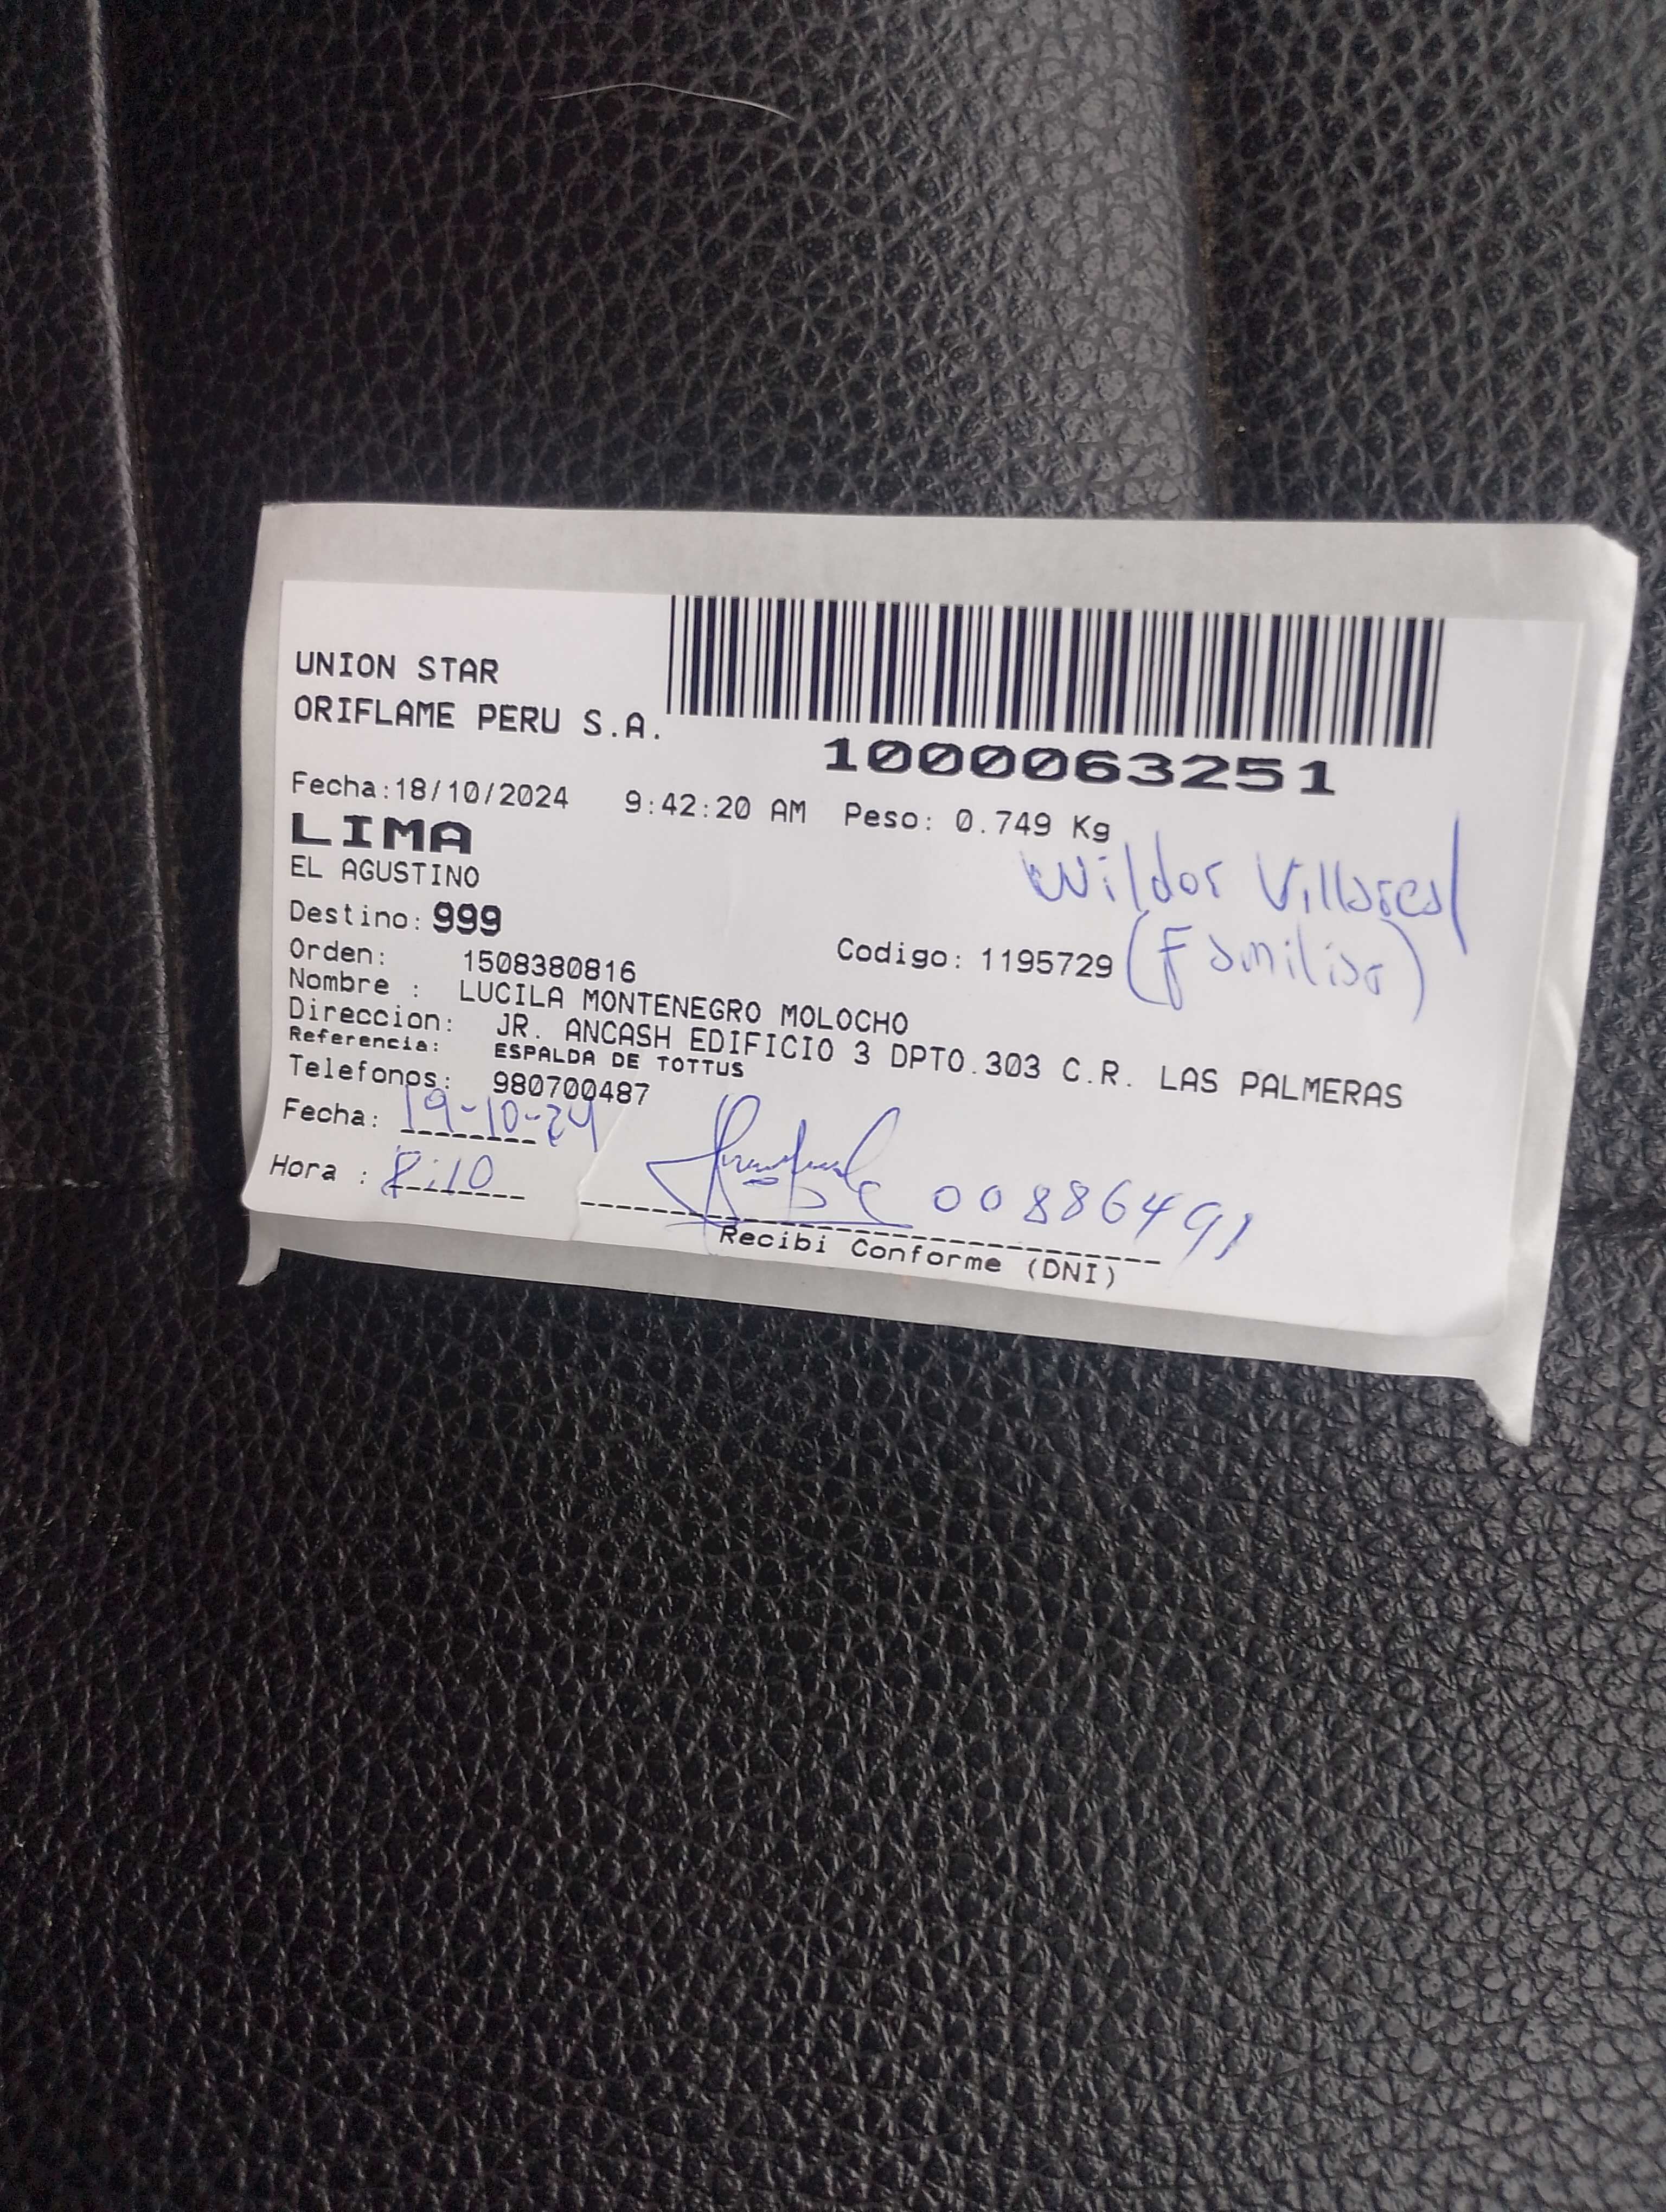 UNION STAR
ORIFLAME PERU S.A.
1000063251
Fecha:18/10/2024 9:42:20 AM Peso: 0.749 Kg
LIMA
Wildor Villareal
EL AGUSTINO
Destino: 999
Codigo: 1195729 (Familiar)
Orden: 1508380816
Nombre : LUCILA MONTENEGRO MOLOCHO
Direccion: JR. ANCASH EDIFICIO 3 DPTO.303 C.R. LAS PALMERAS
Referencia: ESPALDA DE TOTTUS
Telefonos: 980700487
Fecha: 19-10-24
Hora : 8:10
00886491
Recibi Conforme (DNI)